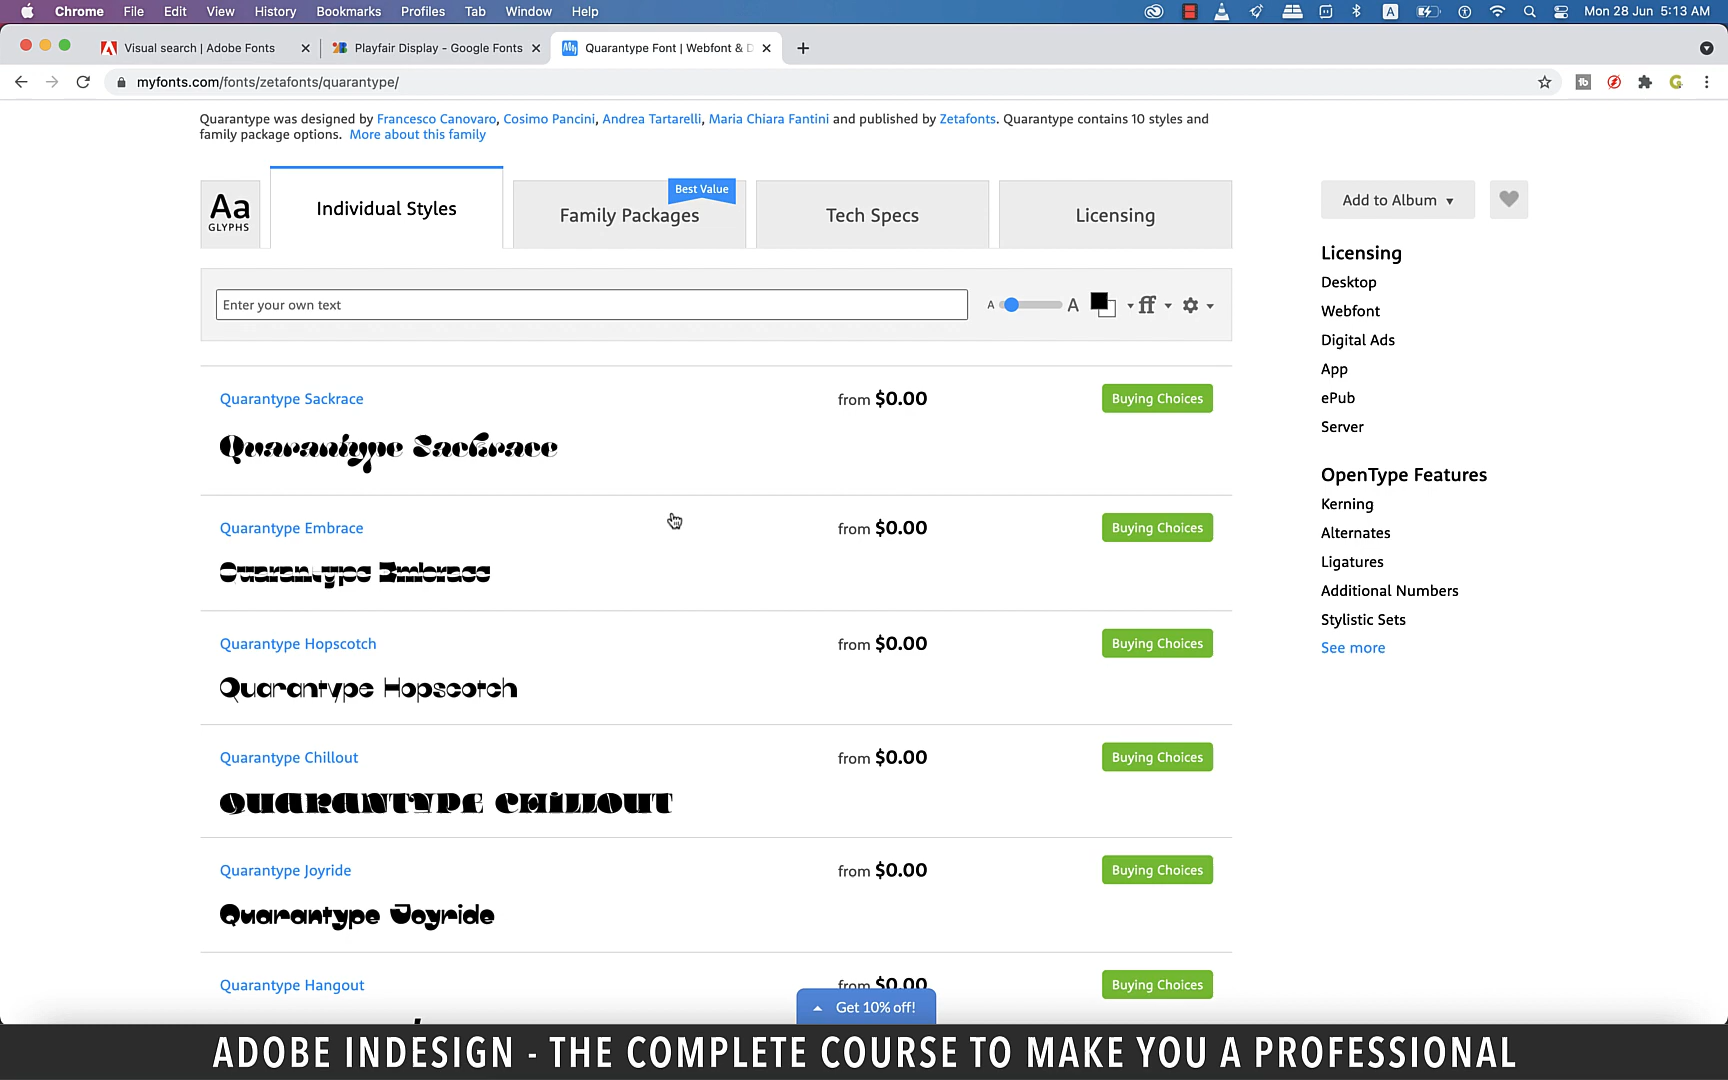 Chrome File Edit View History Bookmarks Profiles Tab Window Help
A Mon 28 Jun 5:13 AM
Visual search | Adobe Fonts
Playfair Display - Google Fonts
Quarantype Font | Webfont & D
myfonts.com/fonts/zetafonts/quarantype/
Quarantype was designed by Francesco Canovaro, Cosimo Pancini, Andrea Tartarelli, Maria Chiara Fantini and published by Zetafonts. Quarantype contains 10 styles and
family package options. More about this family
Aa
GLYPHS
Individual Styles
Best Value
Family Packages
Tech Specs
Licensing
Add to Album
Enter your own text
A A ff
Licensing
Desktop
Webfont
Digital Ads
App
ePub
Server
OpenType Features
Kerning
Alternates
Ligatures
Additional Numbers
Stylistic Sets
See more
Quarantype Sackrace from $0.00 Buying Choices
Quarantype Sackrace
Quarantype Embrace from $0.00 Buying Choices
Quarantype Embrace
Quarantype Hopscotch from $0.00 Buying Choices
Quarantype Hopscotch
Quarantype Chillout from $0.00 Buying Choices
QUARANTYPE CHILLOUT
Quarantype Joyride from $0.00 Buying Choices
Quarantype Joyride
Quarantype Hangout from $0.00 Buying Choices
Get 10% off!
ADOBE INDESIGN - THE COMPLETE COURSE TO MAKE YOU A PROFESSIONAL